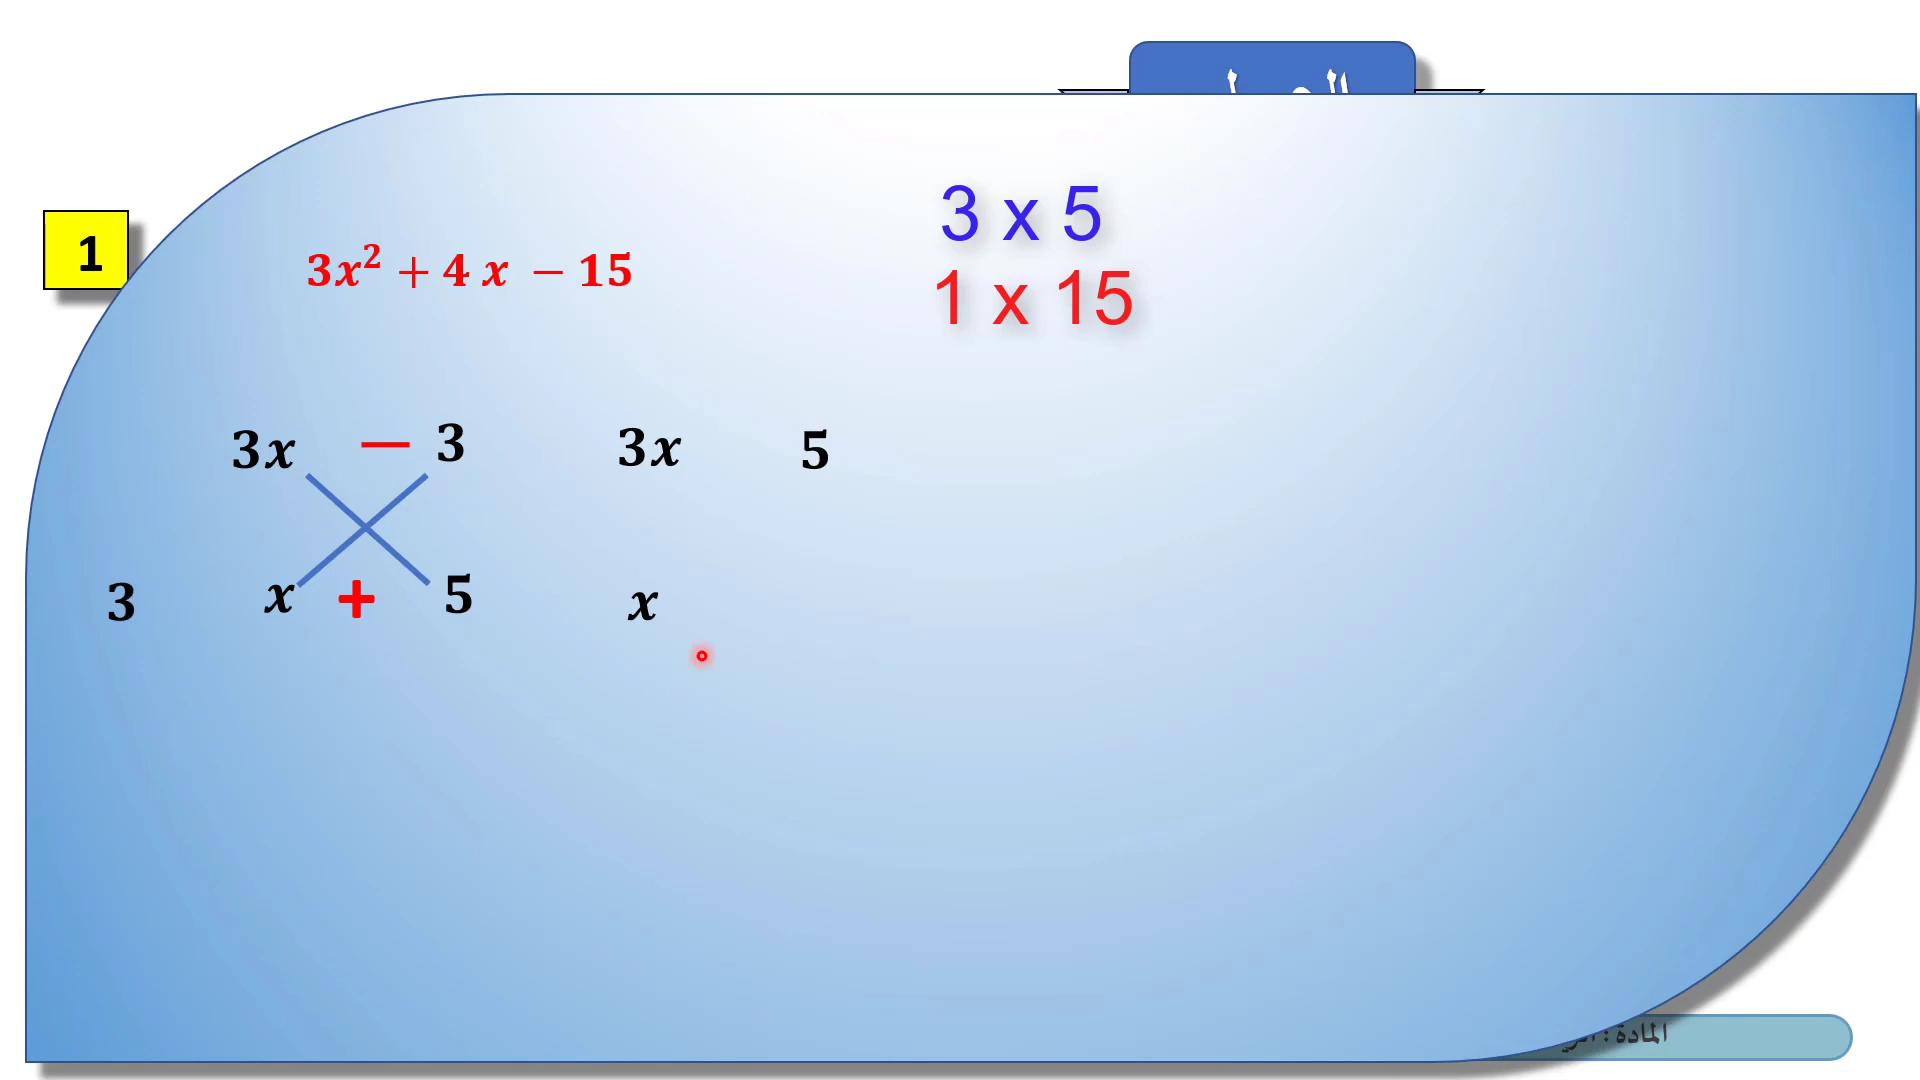 1
3x² + 4 x − 15
3 x 5
1 x 15
3x − 3
3x 5
3 x + 5
x
المادة :